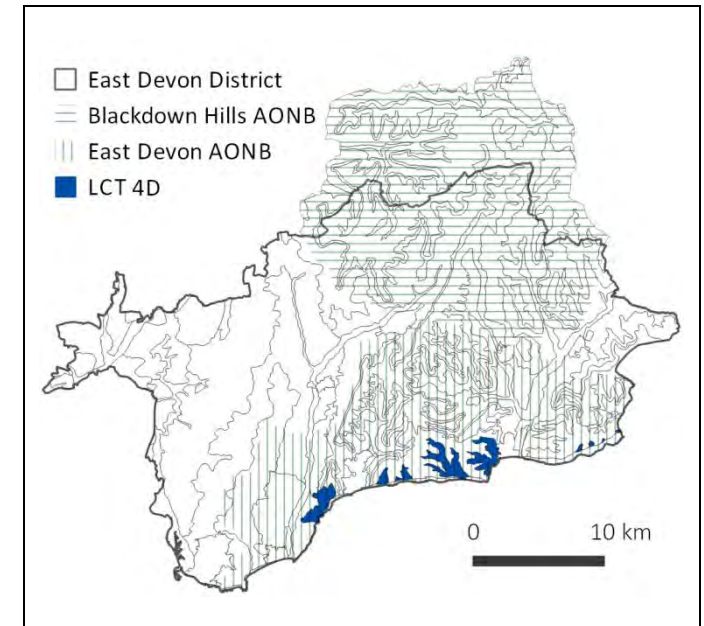 East Devon District
Blackdown Hills AONB
East Devon AONB
LCT 4D
0 10 km